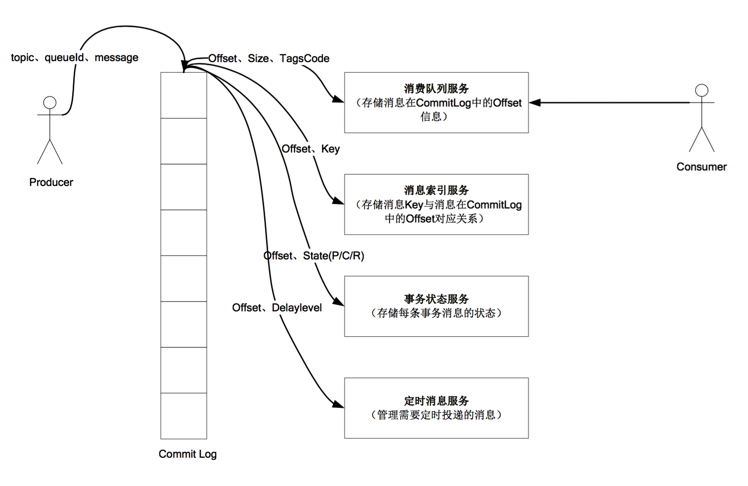 topic、queueId、message
Offset、Size、TagsCode
消费队列服务
（存储消息在CommitLog中的Offset
信息）
Producer
Consumer
Offset、Key
消息索引服务
（存储消息Key与消息在CommitLog
中的Offset对应关系）
Offset、State(P/C/R)
事务状态服务
（存储每条事务消息的状态）
Offset、Delaylevel
定时消息服务
（管理需要定时投递的消息）
Commit Log